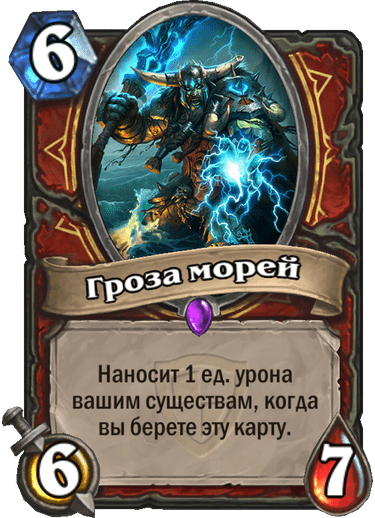 6
Гроза морей
Наносит 1 ед. урона
вашим существам, когда
вы берете эту карту.
6
7